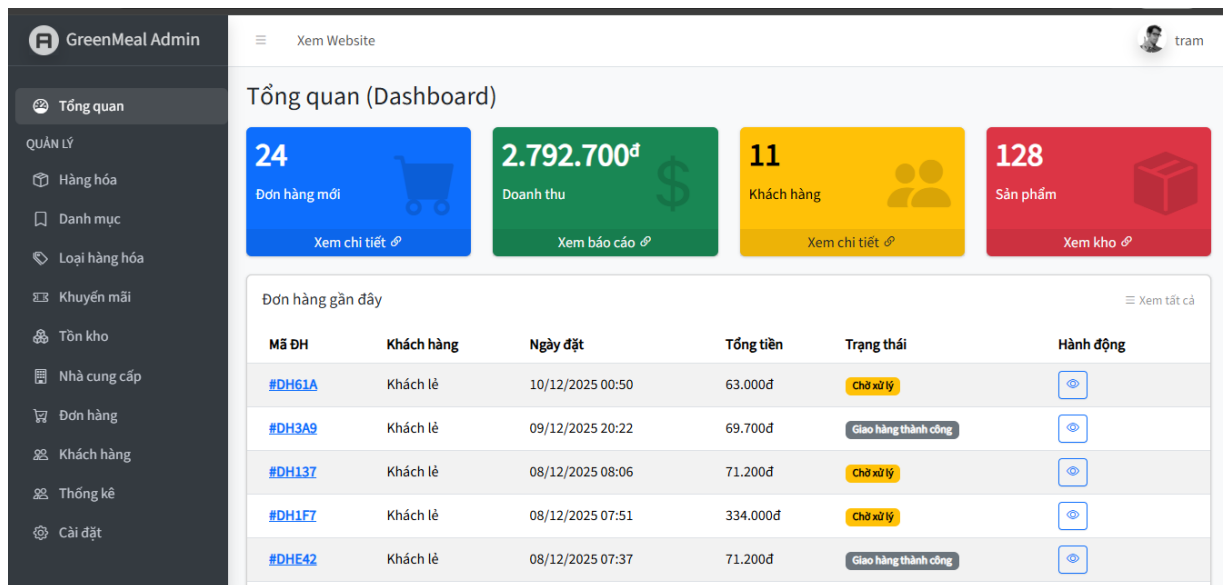 GreenMeal Admin
Xem Website
tram
Tổng quan
QUẢN LÝ
Hàng hóa
Danh mục
Loại hàng hóa
Khuyến mãi
Tồn kho
Nhà cung cấp
Đơn hàng
Khách hàng
Thống kê
Cài đặt
Tổng quan (Dashboard)
24
Đơn hàng mới
Xem chi tiết
2.792.700đ
Doanh thu
Xem báo cáo
11
Khách hàng
Xem chi tiết
128
Sản phẩm
Xem kho
Đơn hàng gần đây
Xem tất cả
Mã ĐH Khách hàng Ngày đặt Tổng tiền Trạng thái Hành động
#DH61A Khách lẻ 10/12/2025 00:50 63.000đ Chờ xử lý
#DH3A9 Khách lẻ 09/12/2025 20:22 69.700đ Giao hàng thành công
#DH137 Khách lẻ 08/12/2025 08:06 71.200đ Chờ xử lý
#DH1F7 Khách lẻ 08/12/2025 07:51 334.000đ Chờ xử lý
#DHE42 Khách lẻ 08/12/2025 07:37 71.200đ Giao hàng thành công